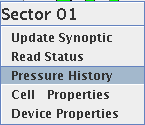 Sector 01
Update Synoptic
Read Status
Pressure History
Cell Properties
Device Properties